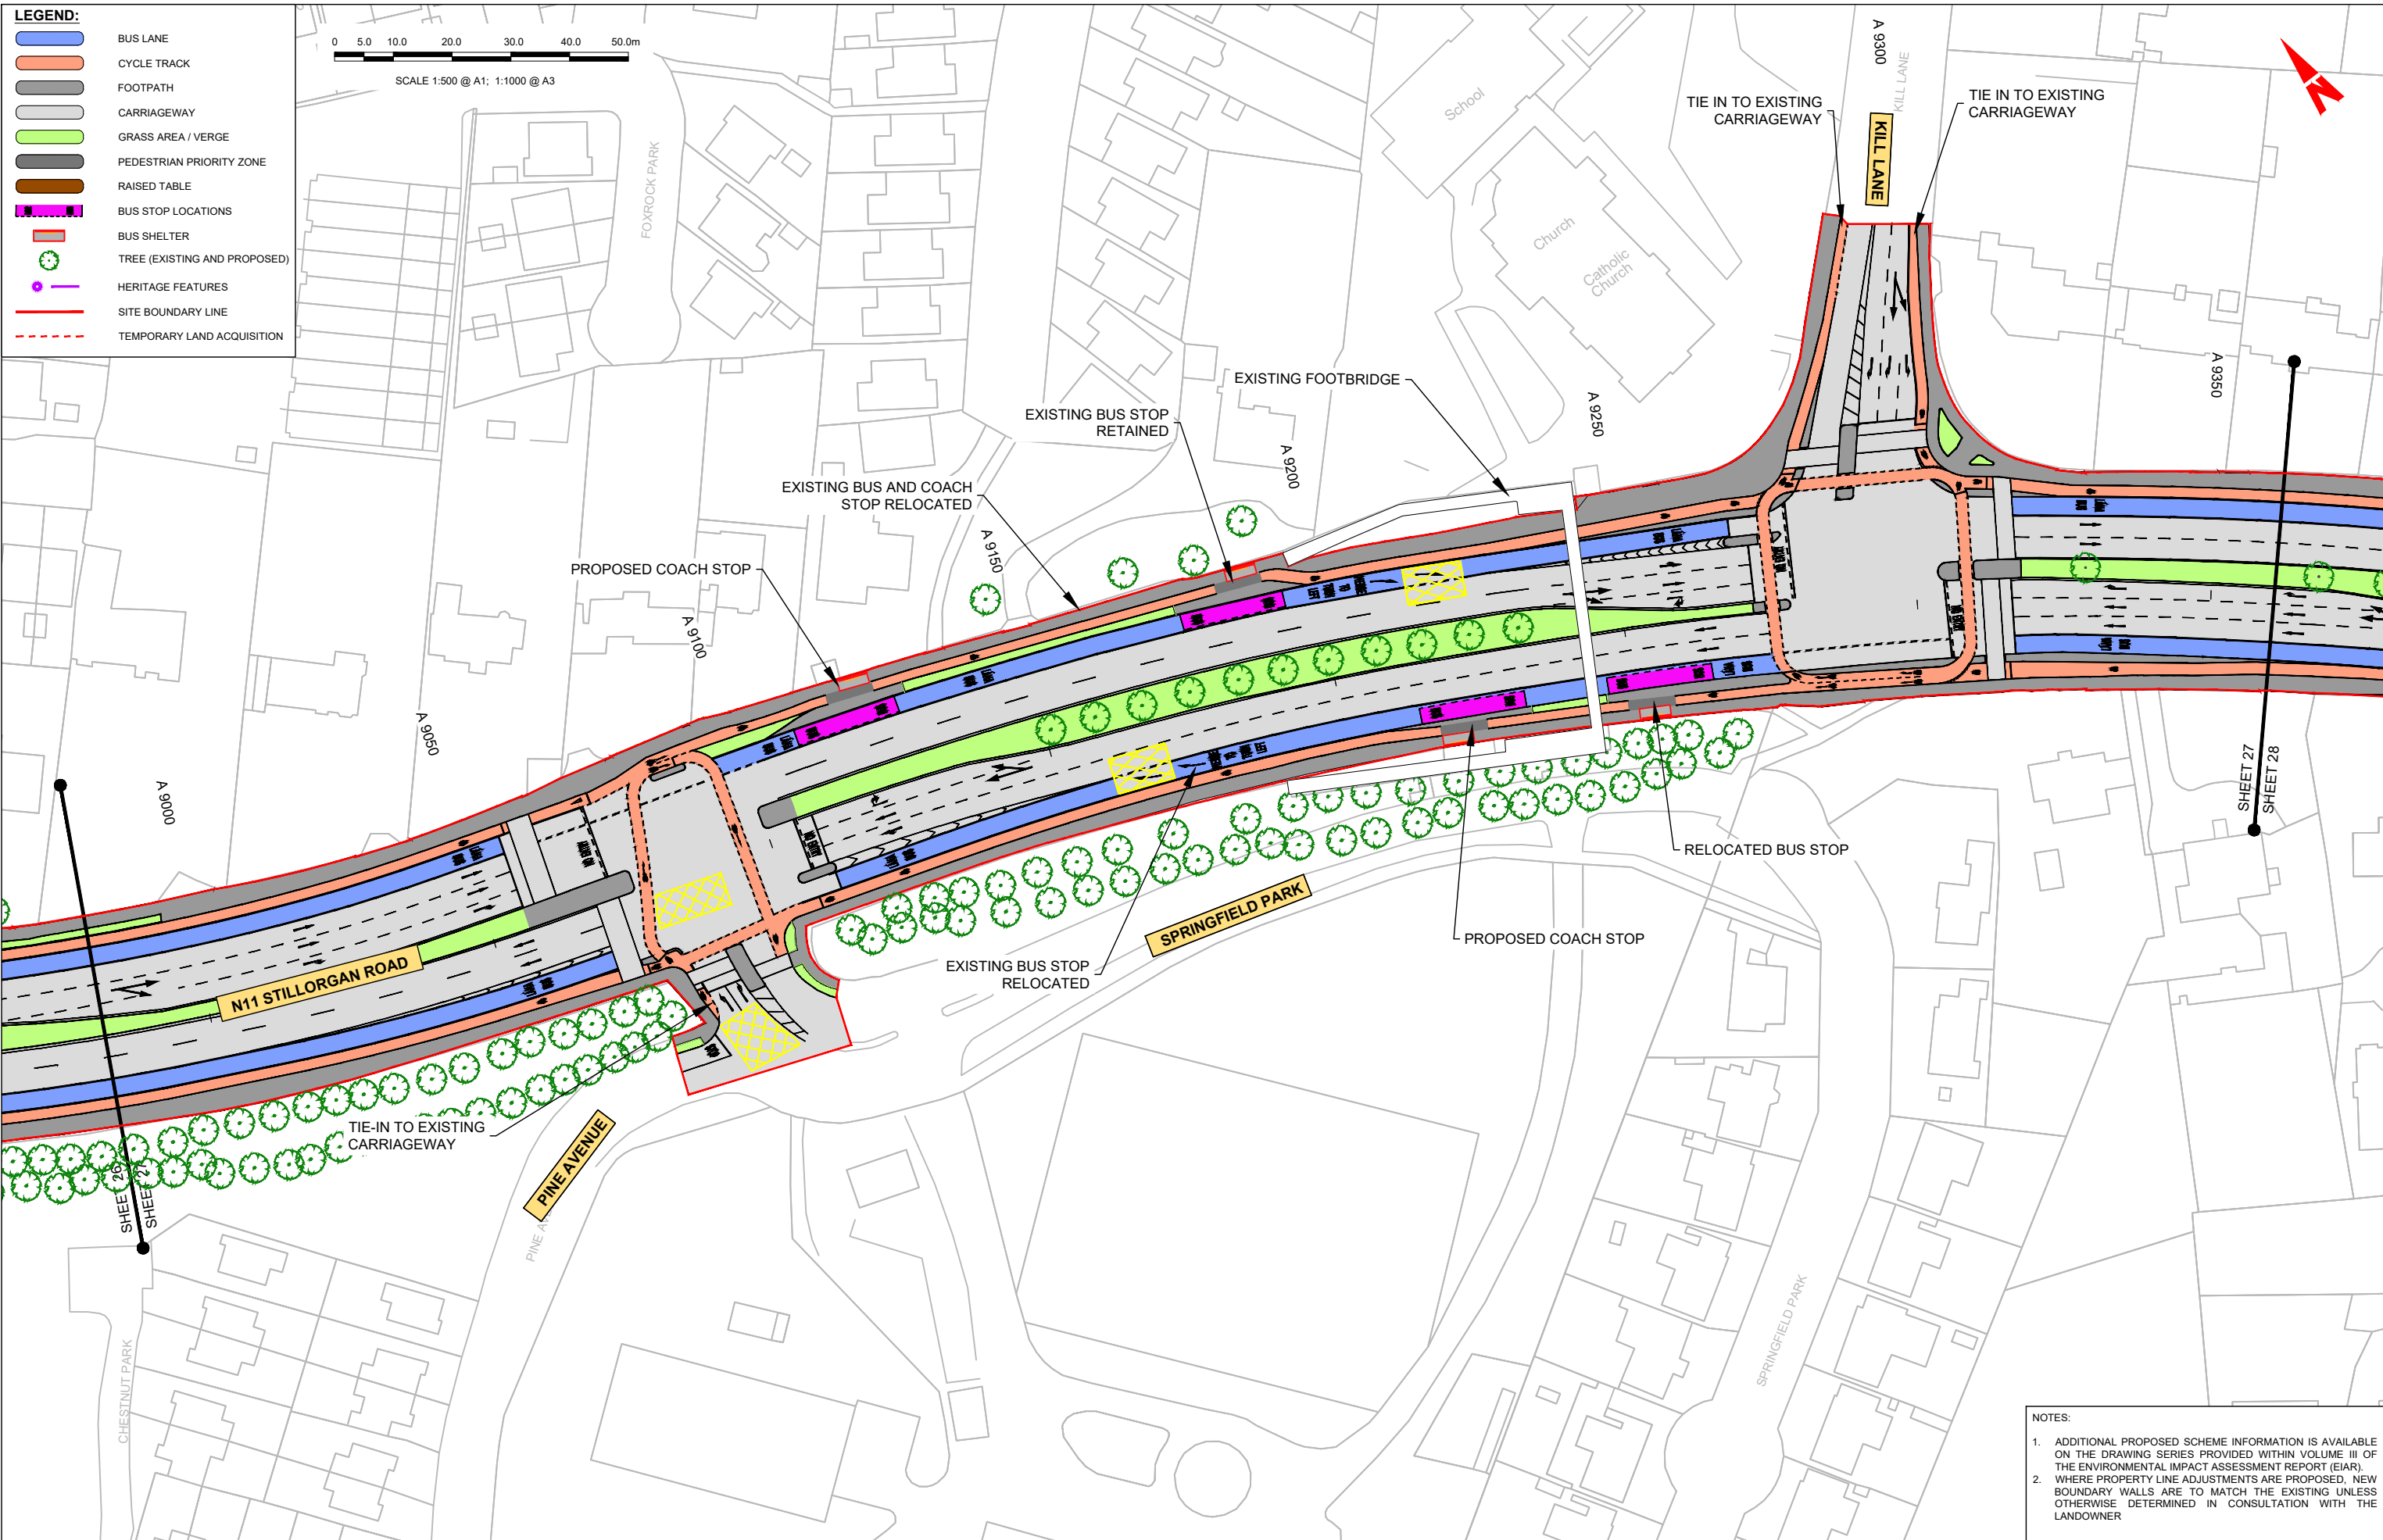 LEGEND:
BUS LANE
CYCLE TRACK
FOOTPATH
CARRIAGEWAY
GRASS AREA / VERGE
PEDESTRIAN PRIORITY ZONE
RAISED TABLE
BUS STOP LOCATIONS
BUS SHELTER
TREE (EXISTING AND PROPOSED)
HERITAGE FEATURES
SITE BOUNDARY LINE
TEMPORARY LAND ACQUISITION
0 5.0 10.0 20.0 30.0 40.0 50.0m
SCALE 1:500 @ A1; 1:1000 @ A3
FOXROCK PARK
School
Church
Catholic
Church
A 9300
KILL LANE
KILL LANE
TIE IN TO EXISTING
CARRIAGEWAY
TIE IN TO EXISTING
CARRIAGEWAY
N
EXISTING FOOTBRIDGE
EXISTING BUS STOP
RETAINED
EXISTING BUS AND COACH
STOP RELOCATED
PROPOSED COACH STOP
A 9000
A 9050
A 9100
A 9150
A 9200
A 9250
A 9350
SHEET 27
SHEET 28
RELOCATED BUS STOP
PROPOSED COACH STOP
SPRINGFIELD PARK
EXISTING BUS STOP
RELOCATED
N11 STILLORGAN ROAD
TIE-IN TO EXISTING
CARRIAGEWAY
PINE AVENUE
SHEET 27
CHESTNUT PARK
SPRINGFIELD PARK
NOTES:
1. ADDITIONAL PROPOSED SCHEME INFORMATION IS AVAILABLE
ON THE DRAWING SERIES PROVIDED WITHIN VOLUME III OF
THE ENVIRONMENTAL IMPACT ASSESSMENT REPORT (EIAR).
2. WHERE PROPERTY LINE ADJUSTMENTS ARE PROPOSED, NEW
BOUNDARY WALLS ARE TO MATCH THE EXISTING UNLESS
OTHERWISE DETERMINED IN CONSULTATION WITH THE
LANDOWNER